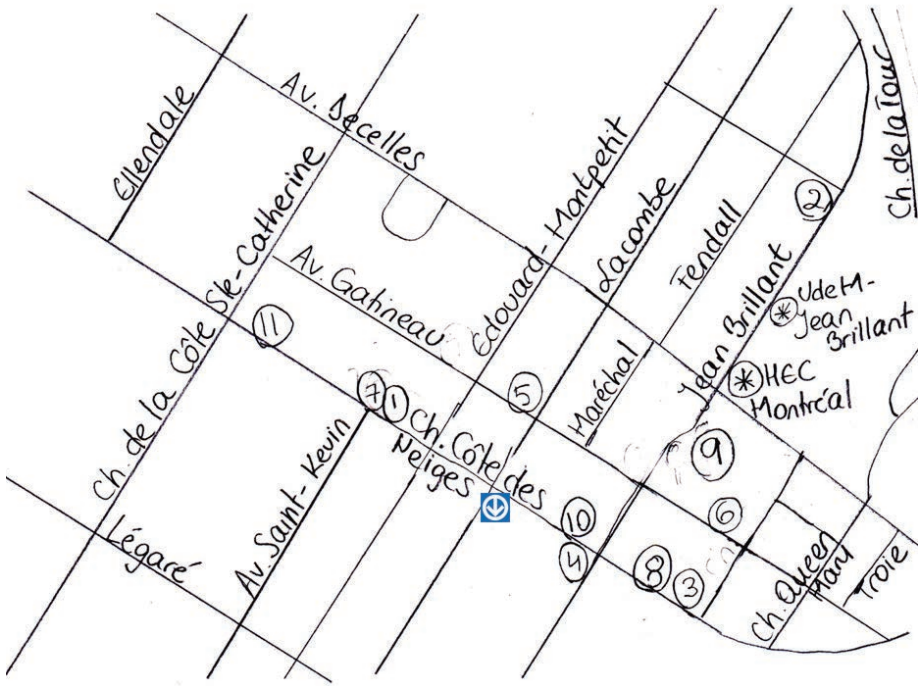 Ellendale
Av. Decelles
Ch. de la Tour
Ch. de la Côte Ste-Catherine
Av. Gatineau
Edouard-Montpetit
Lacombe
Fendall
2
Jean Brillant
UdeM-
Jean
Brillant
11
7
1
5
Maréchal
HEC
Montréal
Ch. Côte des
Neiges
9
Av. Saint-Kevin
10
6
4
8
3
Légaré
Ch. Queen
Mary
Troie